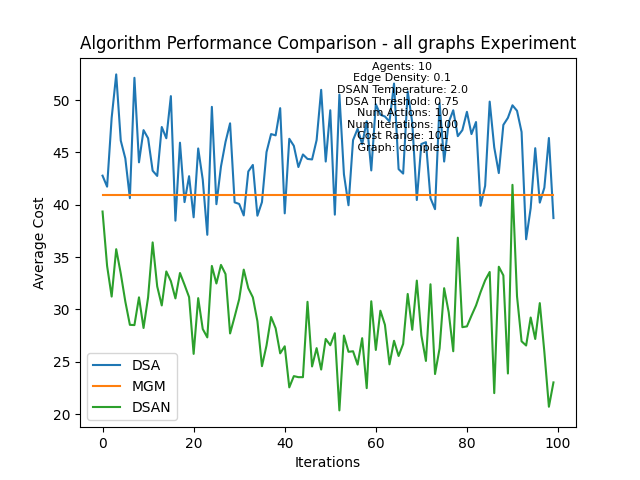 Algorithm Performance Comparison - all graphs Experiment
Agents: 10
Edge Density: 0.1
DSAN Temperature: 2.0
DSA Threshold: 0.75
Num Actions: 10
Num Iterations: 100
Cost Range: 101
Graph: complete
50
45
40
35
30
25
20
Average Cost
DSA
MGM
DSAN
0 20 40 60 80 100
Iterations